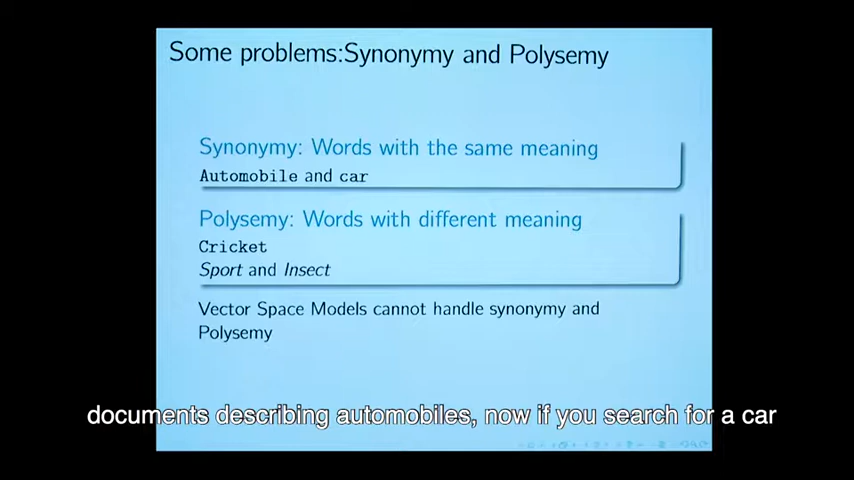 Some problems:Synonymy and Polysemy
Synonymy: Words with the same meaning
Automobile and car
Polysemy: Words with different meaning
Cricket
Sport and Insect
Vector Space Models cannot handle synonymy and
Polysemy
documents describing automobiles, now if you search for a car